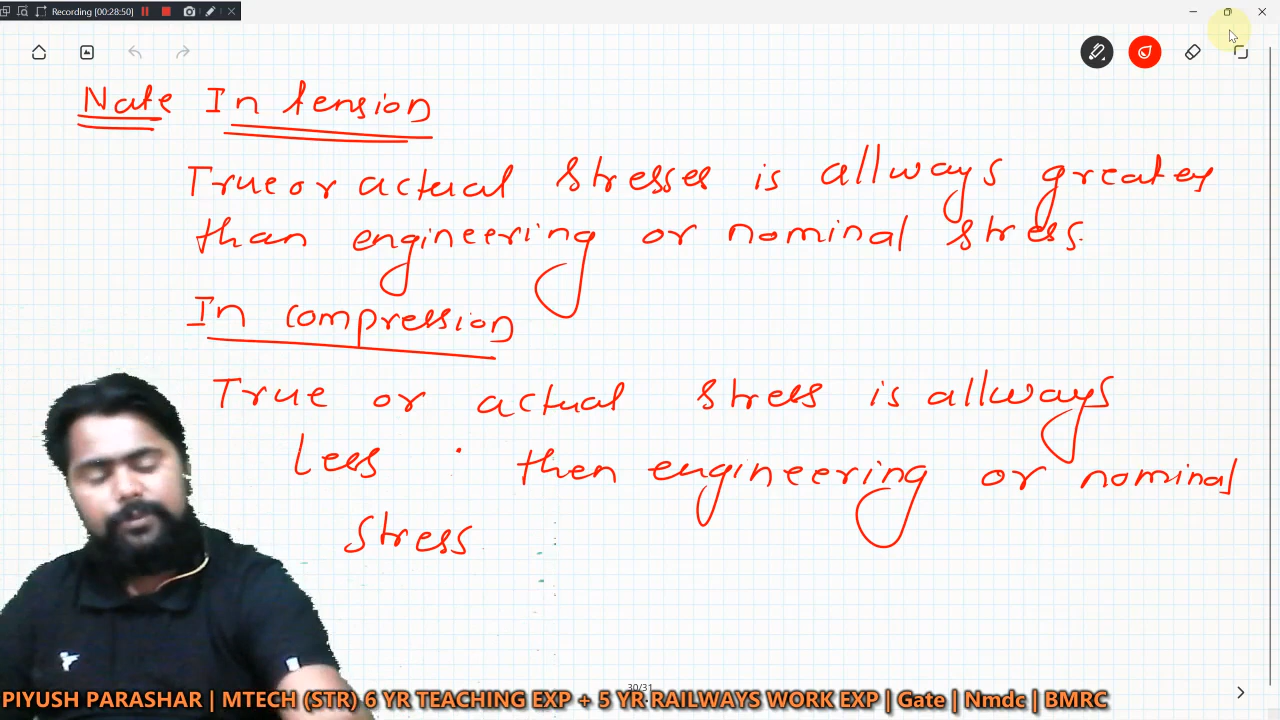 Recording [00:28:50]
Note In tension
True or actual stresses is allways greater
than engineering or nominal stress.
In compression
True or actual stress is allways
less then engineering or nominal
stress
30/31
PIYUSH PARASHAR | MTECH (STR) 6 YR TEACHING EXP + 5 YR RAILWAYS WORK EXP | Gate | Nmdc | BMRC